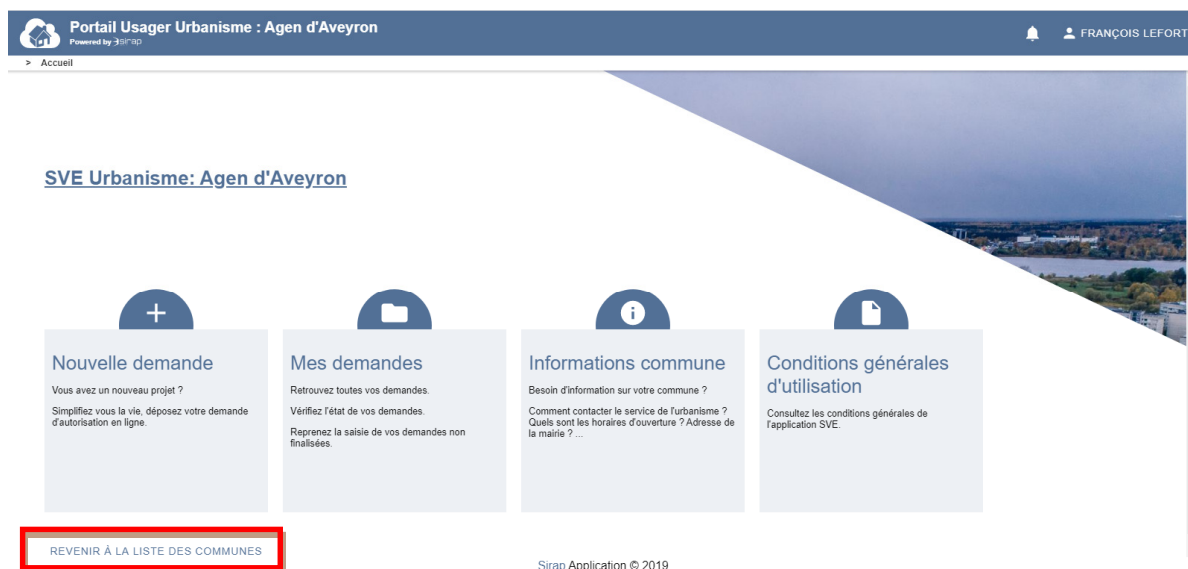 Portail Usager Urbanisme : Agen d'Aveyron
Powered by sirap
FRANÇOIS LEFORT
> Accueil
SVE Urbanisme: Agen d'Aveyron
Nouvelle demande
Vous avez un nouveau projet ?
Simplifiez vous la vie, déposez votre demande
d'autorisation en ligne.
Mes demandes
Retrouvez toutes vos demandes.
Vérifiez l'état de vos demandes.
Reprenez la saisie de vos demandes non
finalisées.
Informations commune
Besoin d'information sur votre commune ?
Comment contacter le service de l'urbanisme ?
Quels sont les horaires d'ouverture ? Adresse de
la mairie ? ...
Conditions générales
d'utilisation
Consultez les conditions générales de
l'application SVE.
REVENIR À LA LISTE DES COMMUNES
Sirap Application © 2019